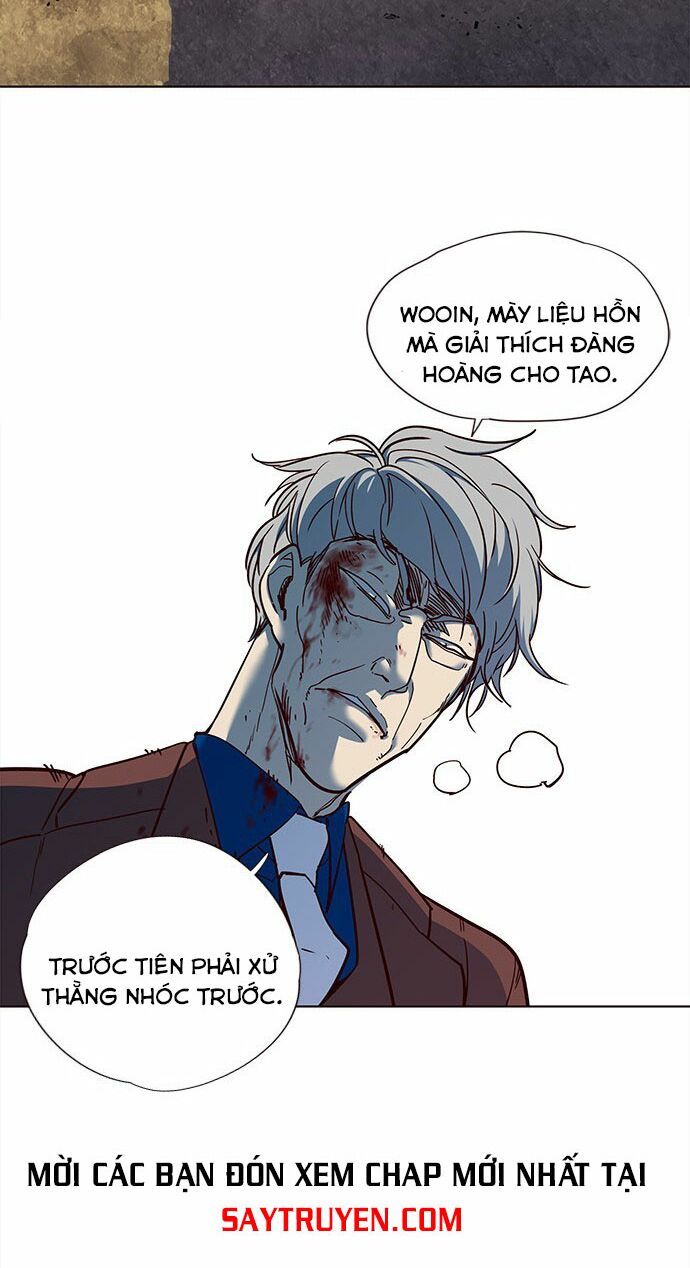 WOOIN, MÀY LIỆU HỒN
MÀ GIẢI THÍCH ĐÀNG
HOÀNG CHO TAO.
TRƯỚC TIÊN PHẢI XỬ
THẰNG NHÓC TRƯỚC.
MỜI CÁC BẠN ĐÓN XEM CHAP MỚI NHẤT TẠI
SAYTRUYEN.COM